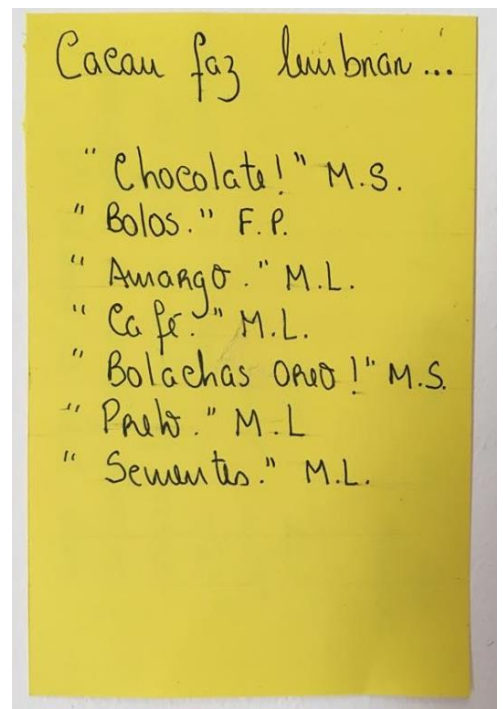 Cacau faz lembrar...
"Chocolate!" M.S.
"Bolos." F.P.
"Amargo." M.L.
"Café." M.L.
"Bolachas Oreo!" M.S.
"Preto." M.L
"Sementes." M.L.